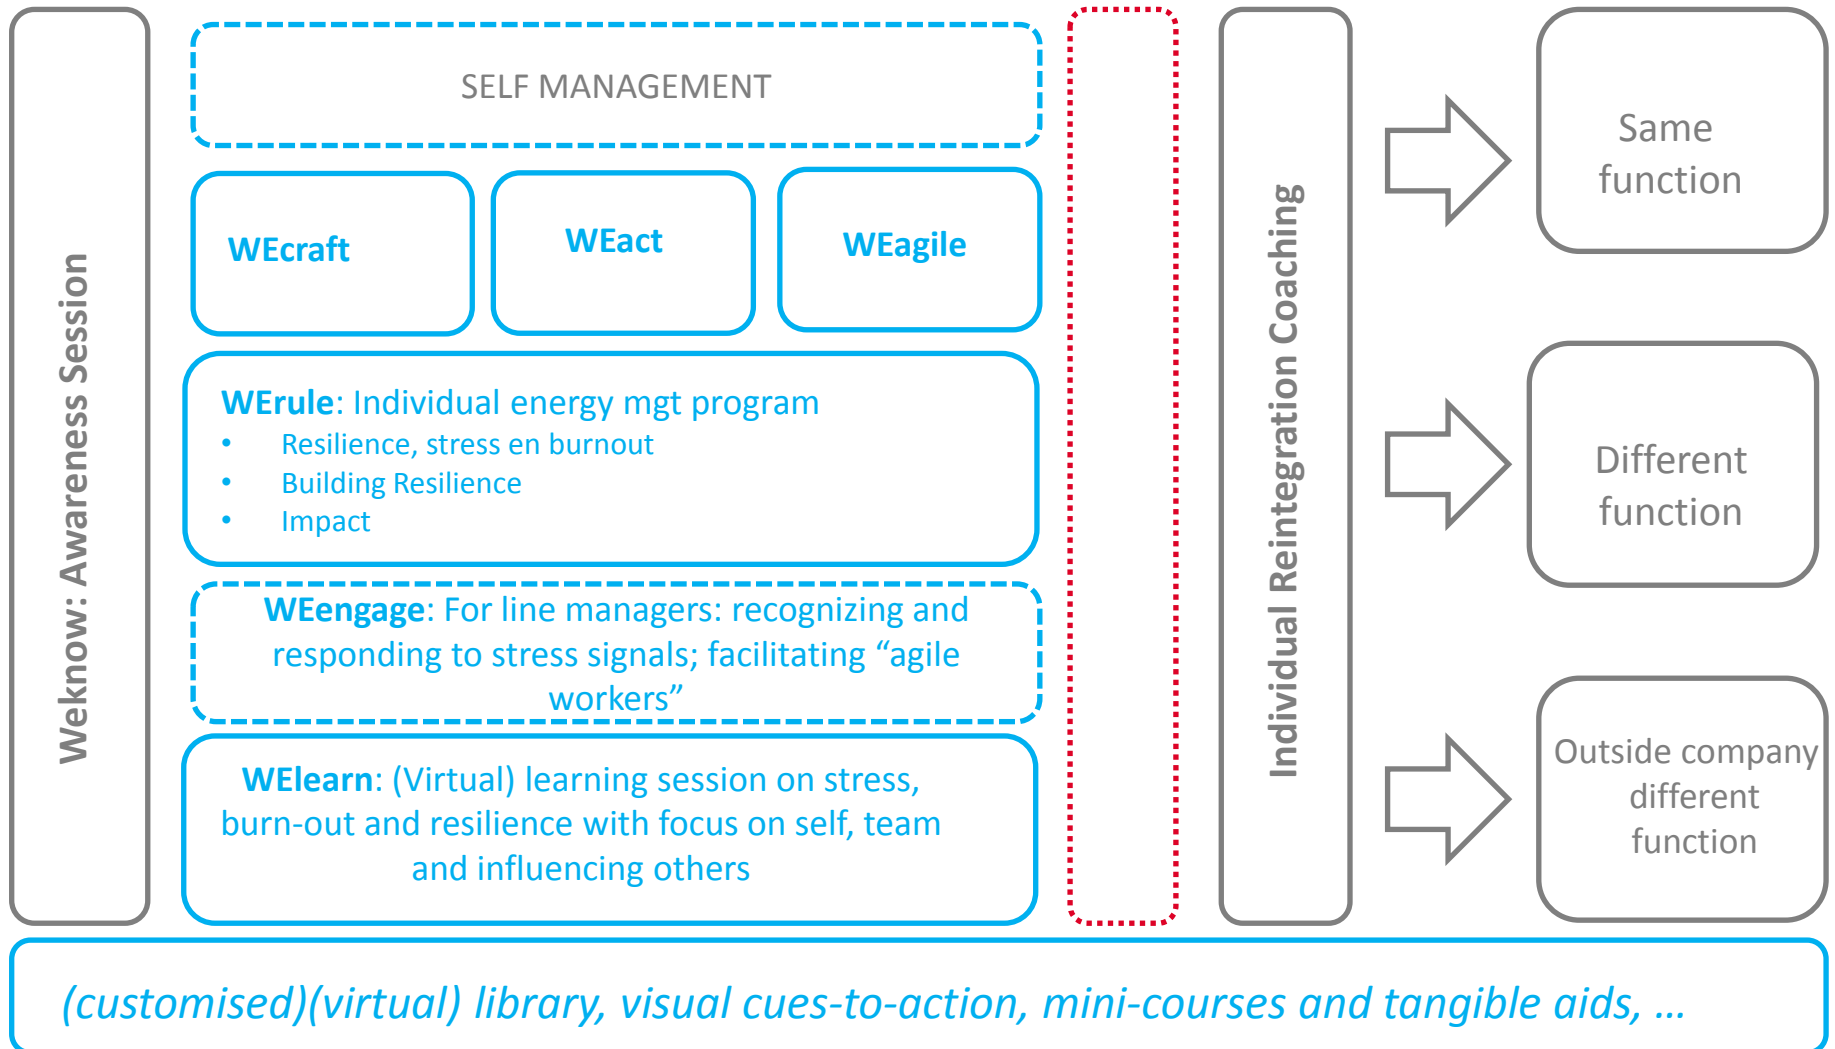 Weknow: Awareness Session
SELF MANAGEMENT
WEcraft
WEact
WEagile
WErule: Individual energy mgt program
• Resilience, stress en burnout
• Building Resilience
• Impact
WEengage: For line managers: recognizing and
responding to stress signals; facilitating “agile
workers”
WElearn: (Virtual) learning session on stress,
burn-out and resilience with focus on self, team
and influencing others
Individual Reintegration Coaching
Same
function
Different
function
Outside company
different
function
(customised)(virtual) library, visual cues-to-action, mini-courses and tangible aids, ...